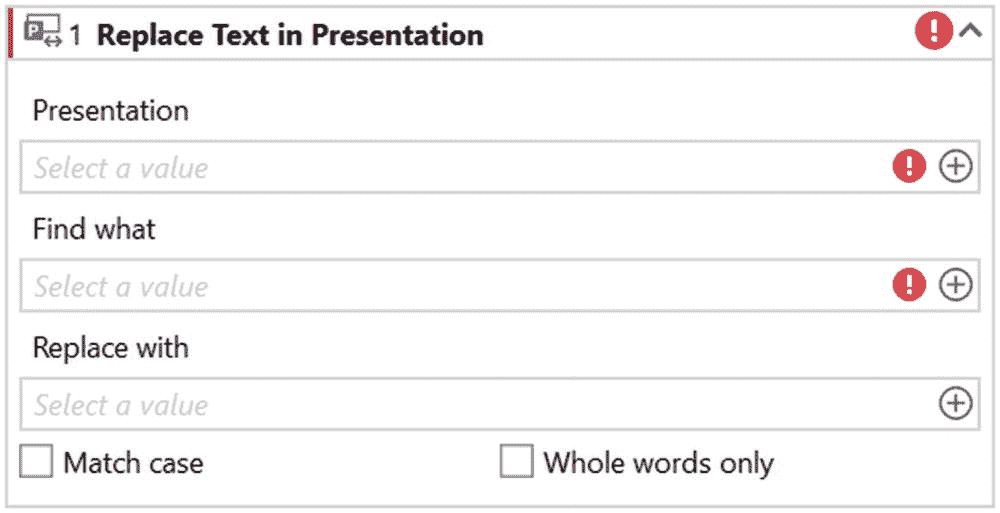 1 Replace Text in Presentation
Presentation
Select a value
Find what
Select a value
Replace with
Select a value
Match case Whole words only